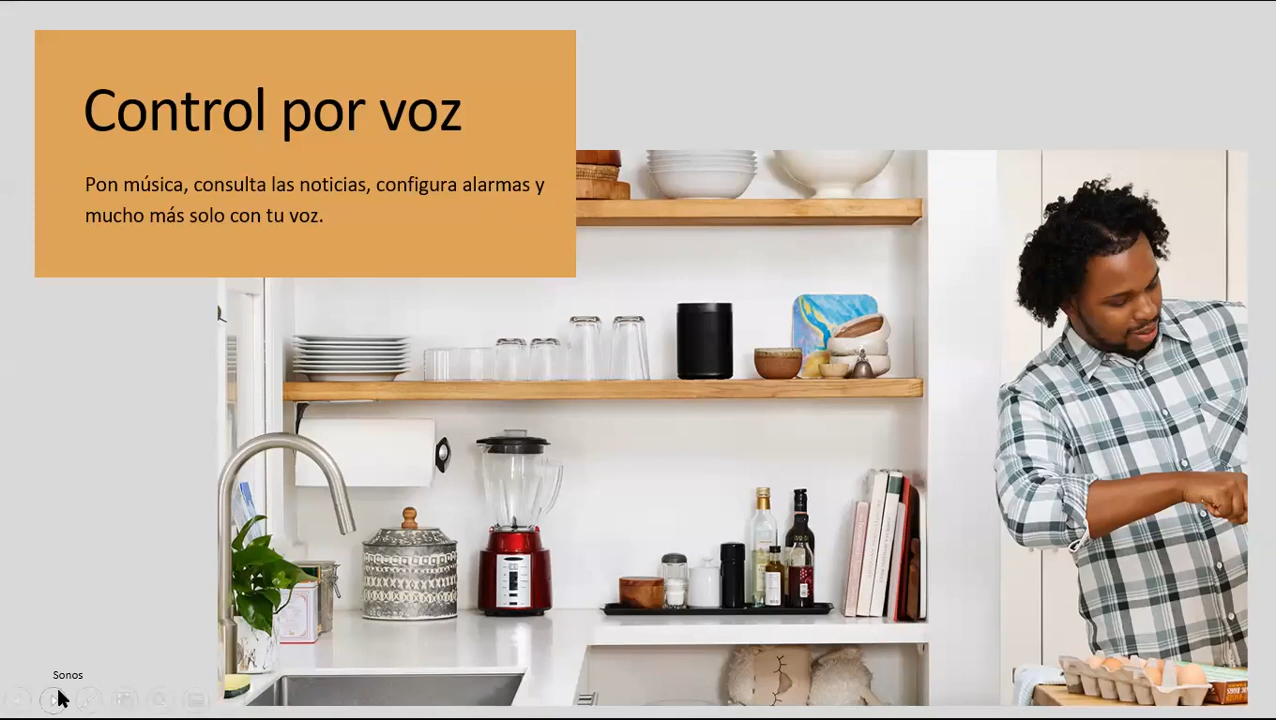 Control por voz
Pon música, consulta las noticias, configura alarmas y
mucho más solo con tu voz.
Sonos